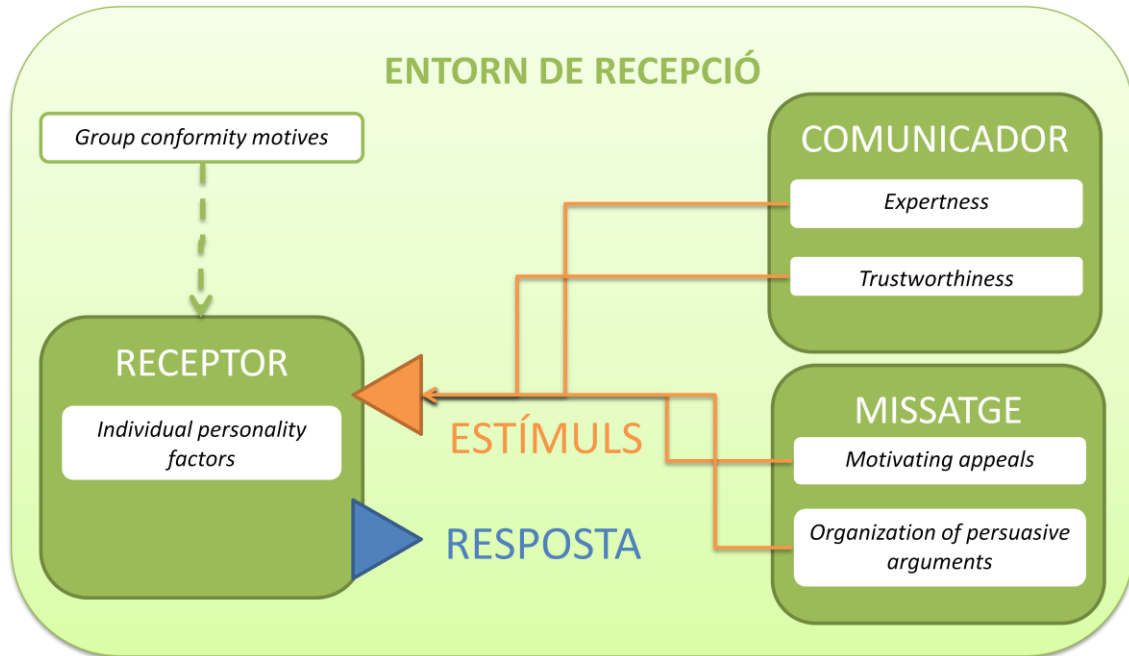 ENTORN DE RECEPCIÓ
Group conformity motives
COMUNICADOR
Expertness
Trustworthiness
RECEPTOR
Individual personality
factors
ESTÍMULS
RESPOSTA
MISSATGE
Motivating appeals
Organization of persuasive
arguments